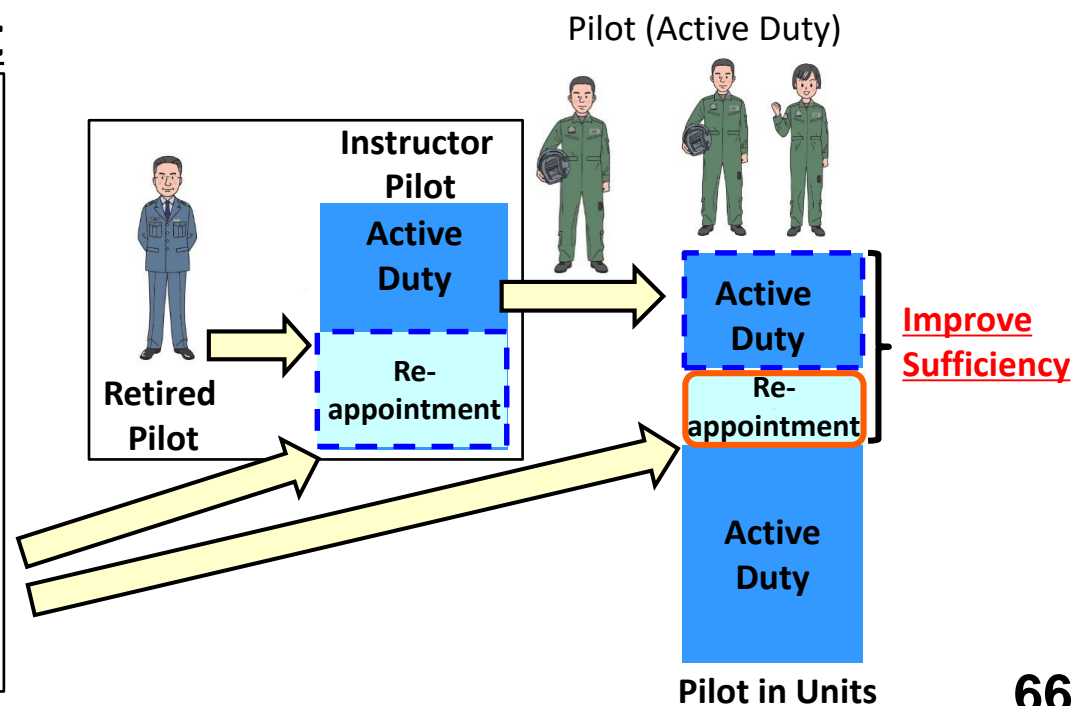 Pilot (Active Duty)
Instructor
Pilot
Active
Duty
Re-
appointment
Retired
Pilot
Active
Duty
Re-
appointment
Active
Duty
Improve
Sufficiency
Pilot in Units
66